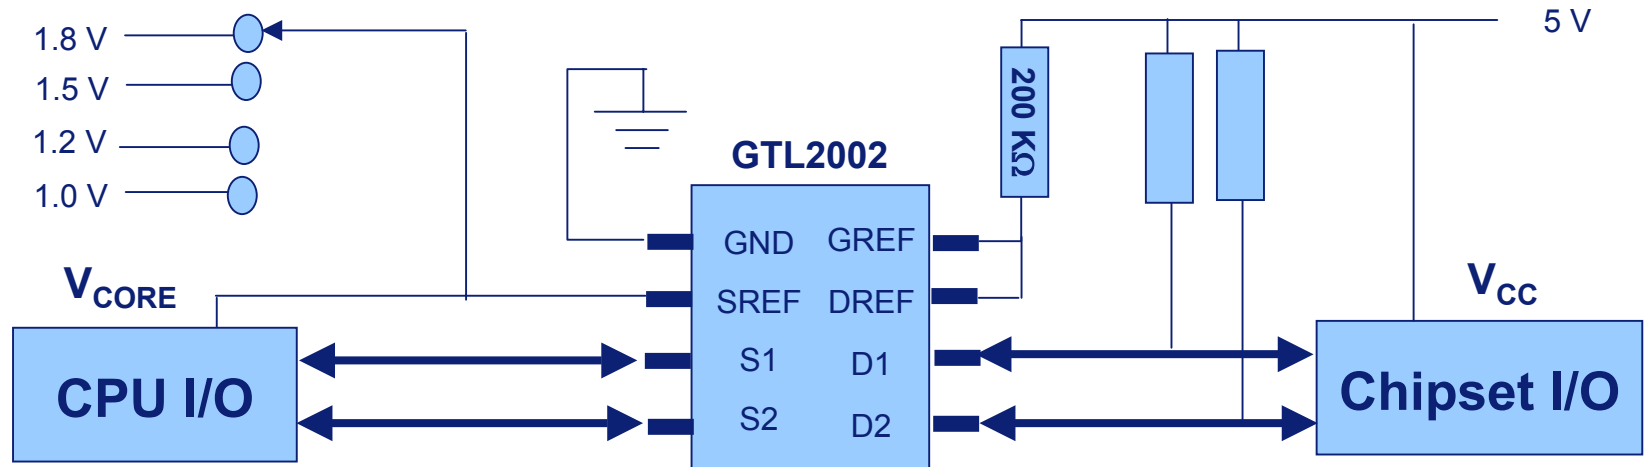 1.8 V
1.5 V
1.2 V
1.0 V
5 V
200 KΩ
GTL2002
GND GREF
SREF DREF
S1 D1
S2 D2
VCORE
VCC
CPU I/O
Chipset I/O